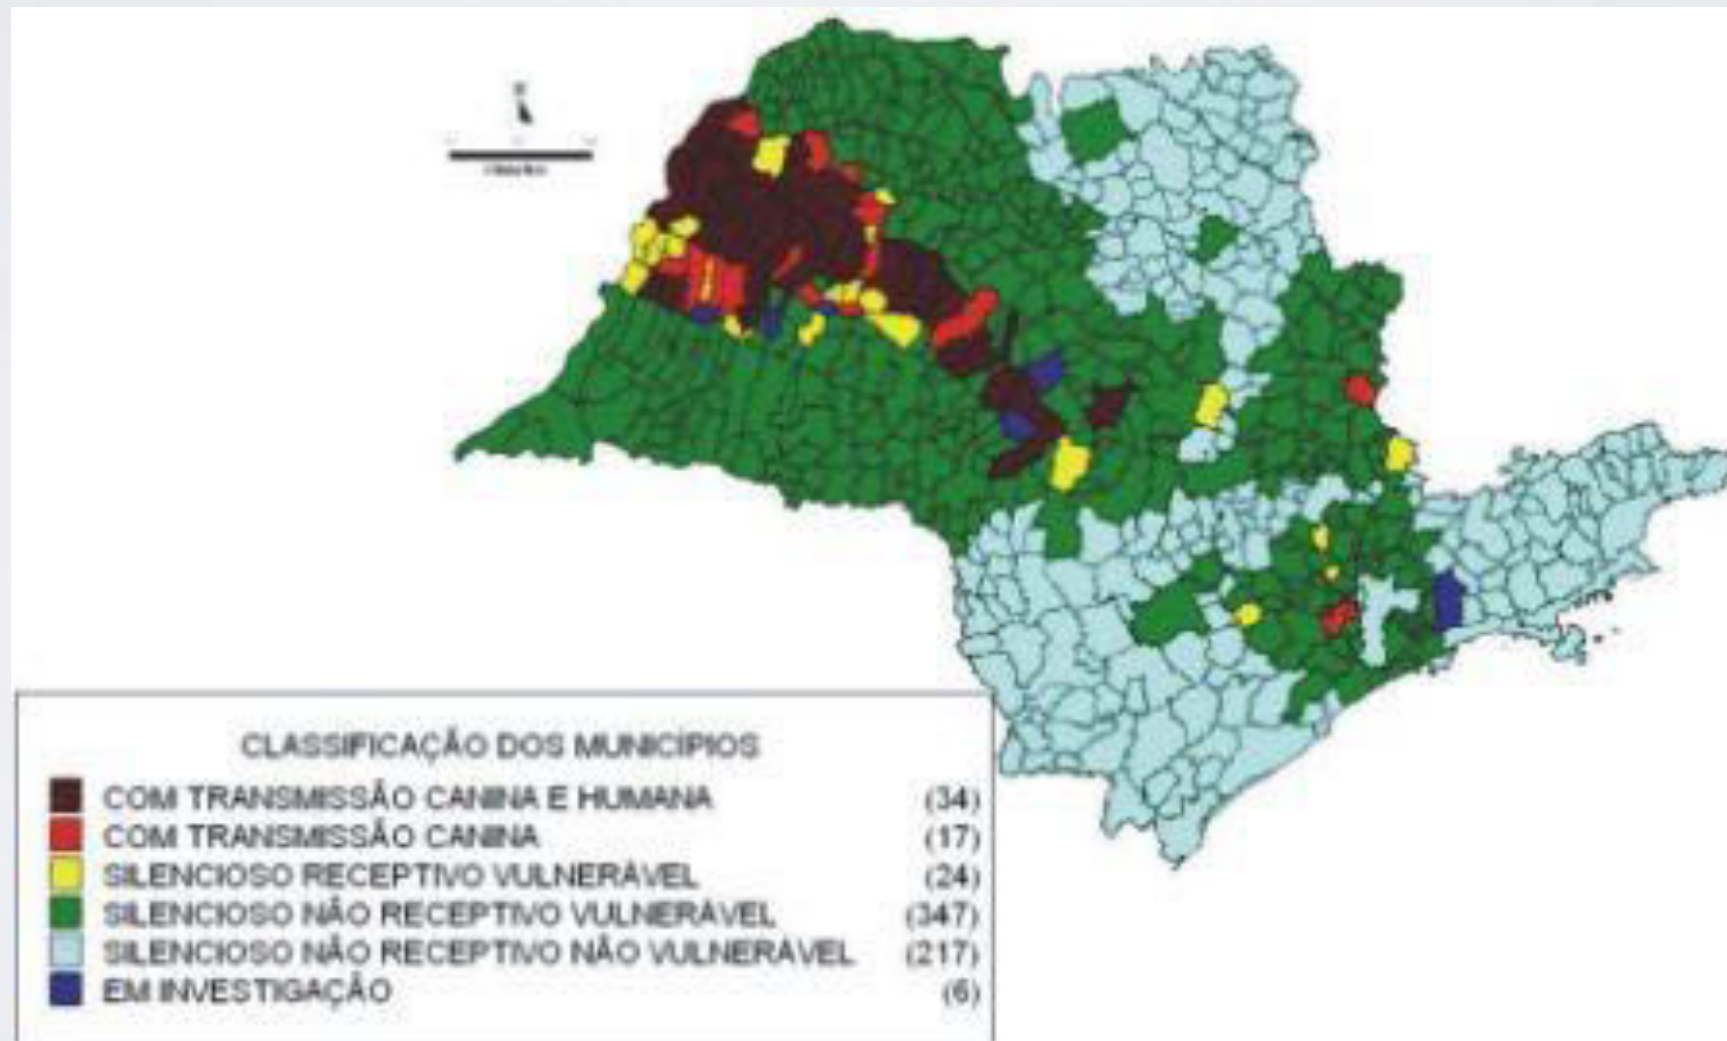 CLASSIFICAÇÃO DOS MUNICÍPIOS
COM TRANSMISSÃO CANINA E HUMANA (34)
COM TRANSMISSÃO CANINA (17)
SILENCIOSO RECEPTIVO VULNERÁVEL (24)
SILENCIOSO NÃO RECEPTIVO VULNERÁVEL (347)
SILENCIOSO NÃO RECEPTIVO NÃO VULNERÁVEL (217)
EM INVESTIGAÇÃO (6)